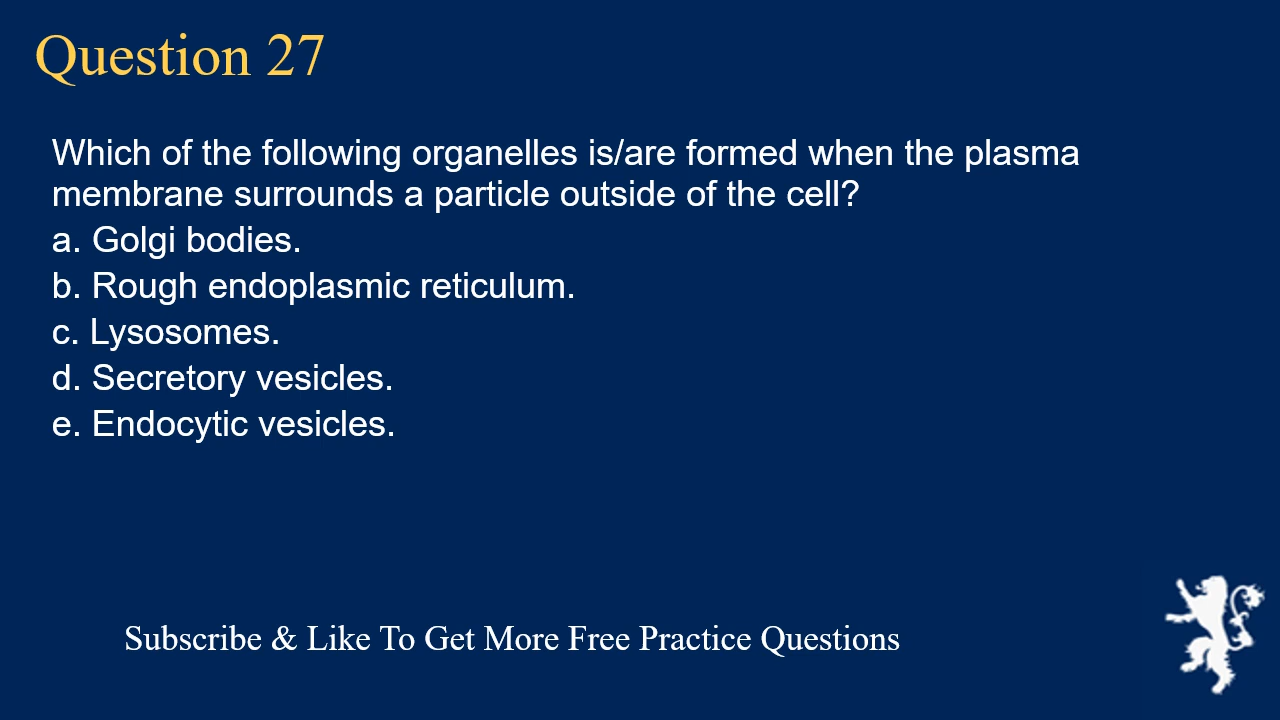 Question 27
Which of the following organelles is/are formed when the plasma
membrane surrounds a particle outside of the cell?
a. Golgi bodies.
b. Rough endoplasmic reticulum.
c. Lysosomes.
d. Secretory vesicles.
e. Endocytic vesicles.
Subscribe & Like To Get More Free Practice Questions